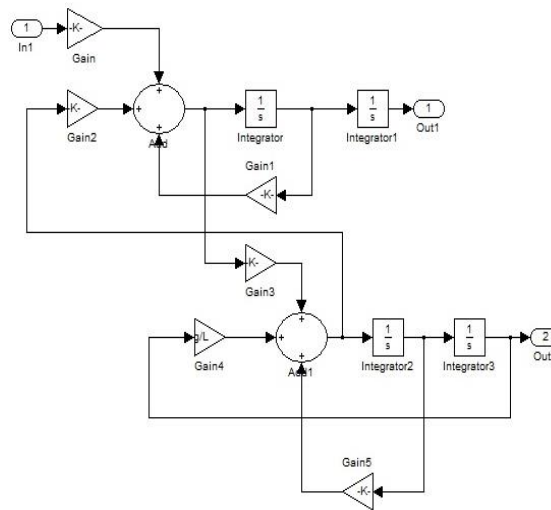 1
In1
-K-
Gain
K-
Gain2
+
+
+
Add
1
s
Integrator
1
s
Integrator1
1
Out1
Gain1
-K-
-K-
Gain3
g/L
Gain4
+
+
+
Add1
1
s
Integrator2
1
s
Integrator3
2
Out
Gain5
-K-